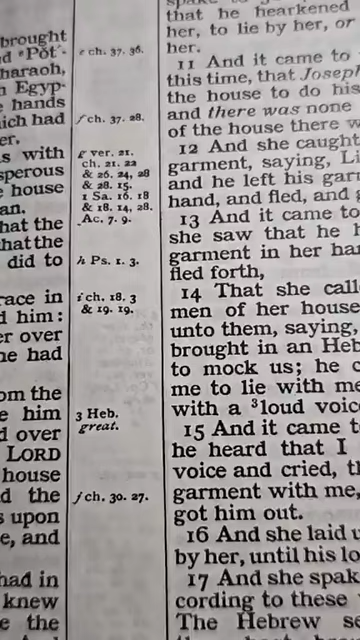 brought
d Pŏt-
haraoh,
Egyp-
hands
ich had
er.
s with
sperous
house
an.
hat the
hat the
did to
race in
d him:
er over
he had
om the
e him
d over
LORD
house
d the
s upon
e, and
had in
knew
e the
e ch. 37. 36.
f ch. 37. 28.
g ver. 21.
ch. 21. 22
& 26. 24, 28
& 28. 15.
1 Sa. 16. 18
& 18. 14, 28.
Ac. 7. 9.
h Ps. 1. 3.
i ch. 18. 3
& 19. 19.
3 Heb.
great.
j ch. 30. 27.
that he hearkened
her, to lie by her, or
her.
11 And it came to
this time, that Joseph
the house to do his
and there was none
of the house there w
12 And she caught
garment, saying, Li
and he left his gar
hand, and fled, and
13 And it came to
she saw that he h
garment in her ha
fled forth,
14 That she call
men of her house
unto them, saying,
brought in an Heb
to mock us; he c
me to lie with me
with a 3loud voic
15 And it came t
he heard that I
voice and cried, th
garment with me,
got him out.
16 And she laid u
by her, until his lo
17 And she spak
cording to these
The Hebrew se